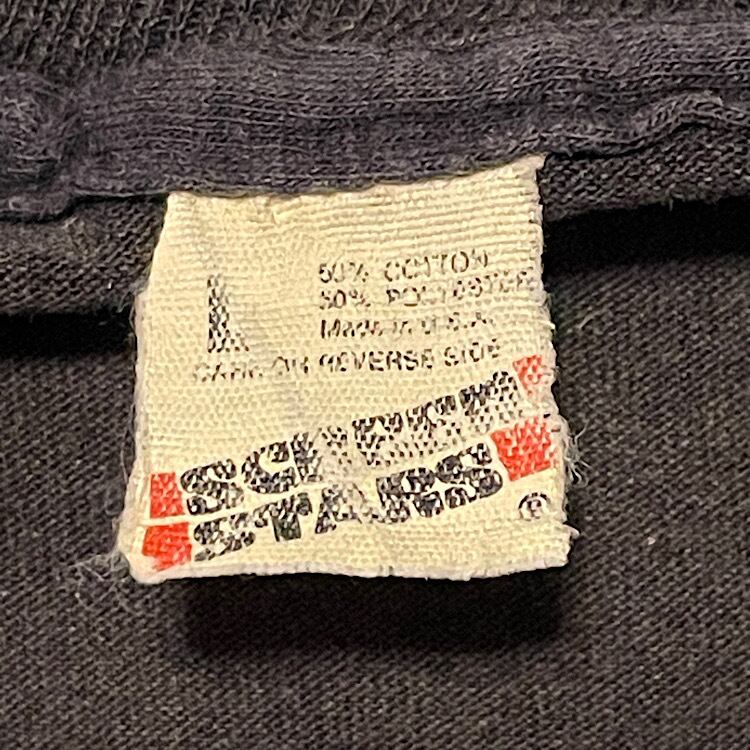 L
50% COTTON
50% POLYESTER
Made in U.S.A.
CARE ON REVERSE SIDE
SCREEN
STARS
®